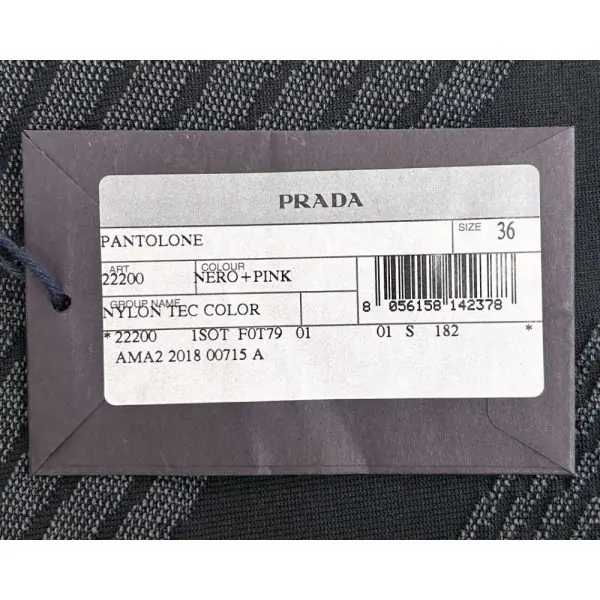 PRADA
PANTOLONE
SIZE 36
ART 22200
COLOUR NERO+PINK
GROUP NAME NYLON TEC COLOR
8 056158 142378
* 22200 1SOT F0T79 01 01 S 182 *
AMA2 2018 00715 A